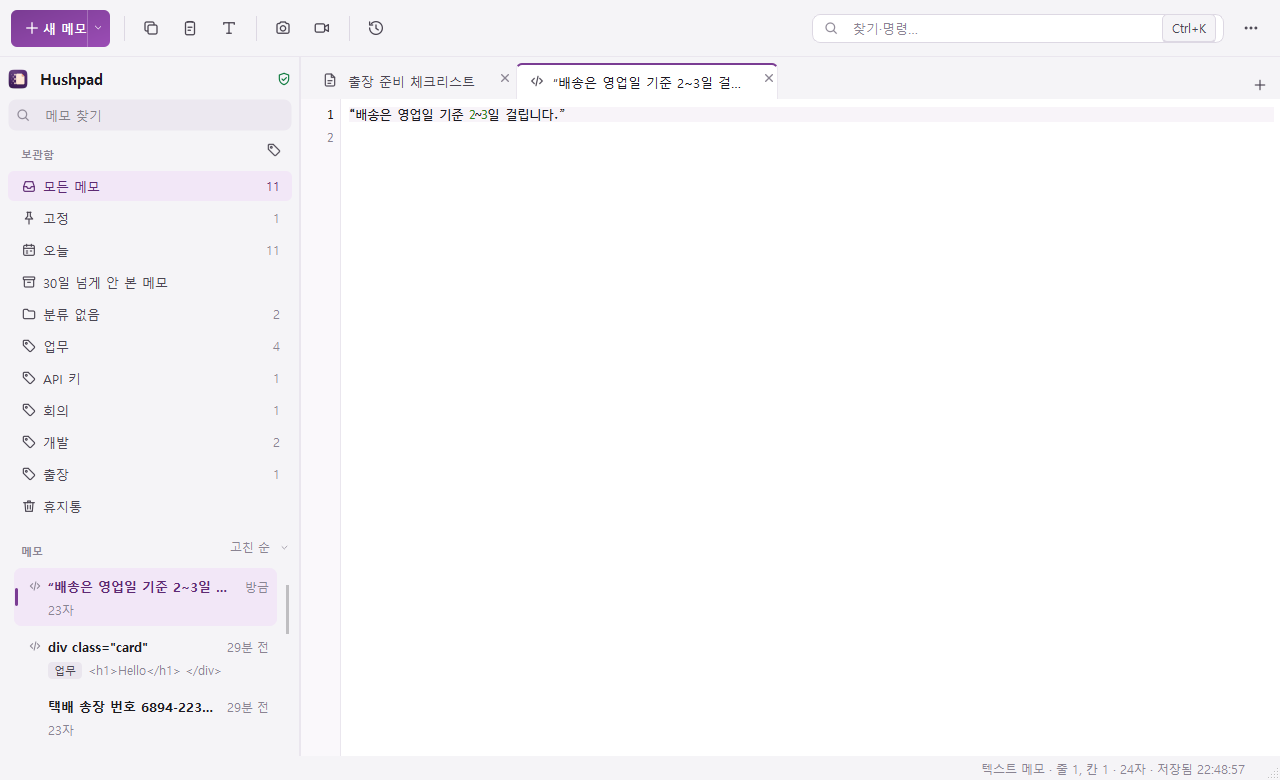 새 메모
찾기·명령...
Ctrl+K
Hushpad
메모 찾기
보관함
모든 메모 11
고정 1
오늘 11
30일 넘게 안 본 메모
분류 없음 2
업무 4
API 키 1
회의 1
개발 2
출장 1
휴지통
메모 고친 순
“배송은 영업일 기준 2~3일 ... 방금
23자
div class="card" 29분 전
업무 <h1>Hello</h1> </div>
택배 송장 번호 6894-223... 29분 전
23자
출장 준비 체크리스트
“배송은 영업일 기준 2~3일 걸...
1 “배송은 영업일 기준 2~3일 걸립니다.”
2
텍스트 메모 · 줄 1, 칸 1 · 24자 · 저장됨 22:48:57